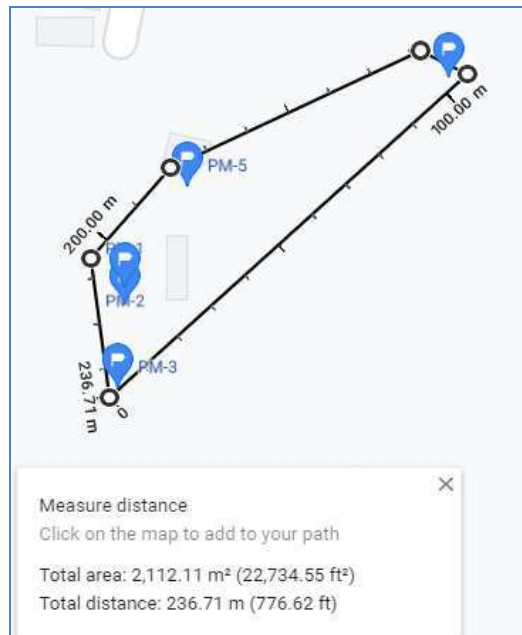 100.00 m
PM-5
200.00 m
PM-2
PM-3
236.71 m
0
Measure distance
Click on the map to add to your path
Total area: 2,112.11 m² (22,734.55 ft²)
Total distance: 236.71 m (776.62 ft)